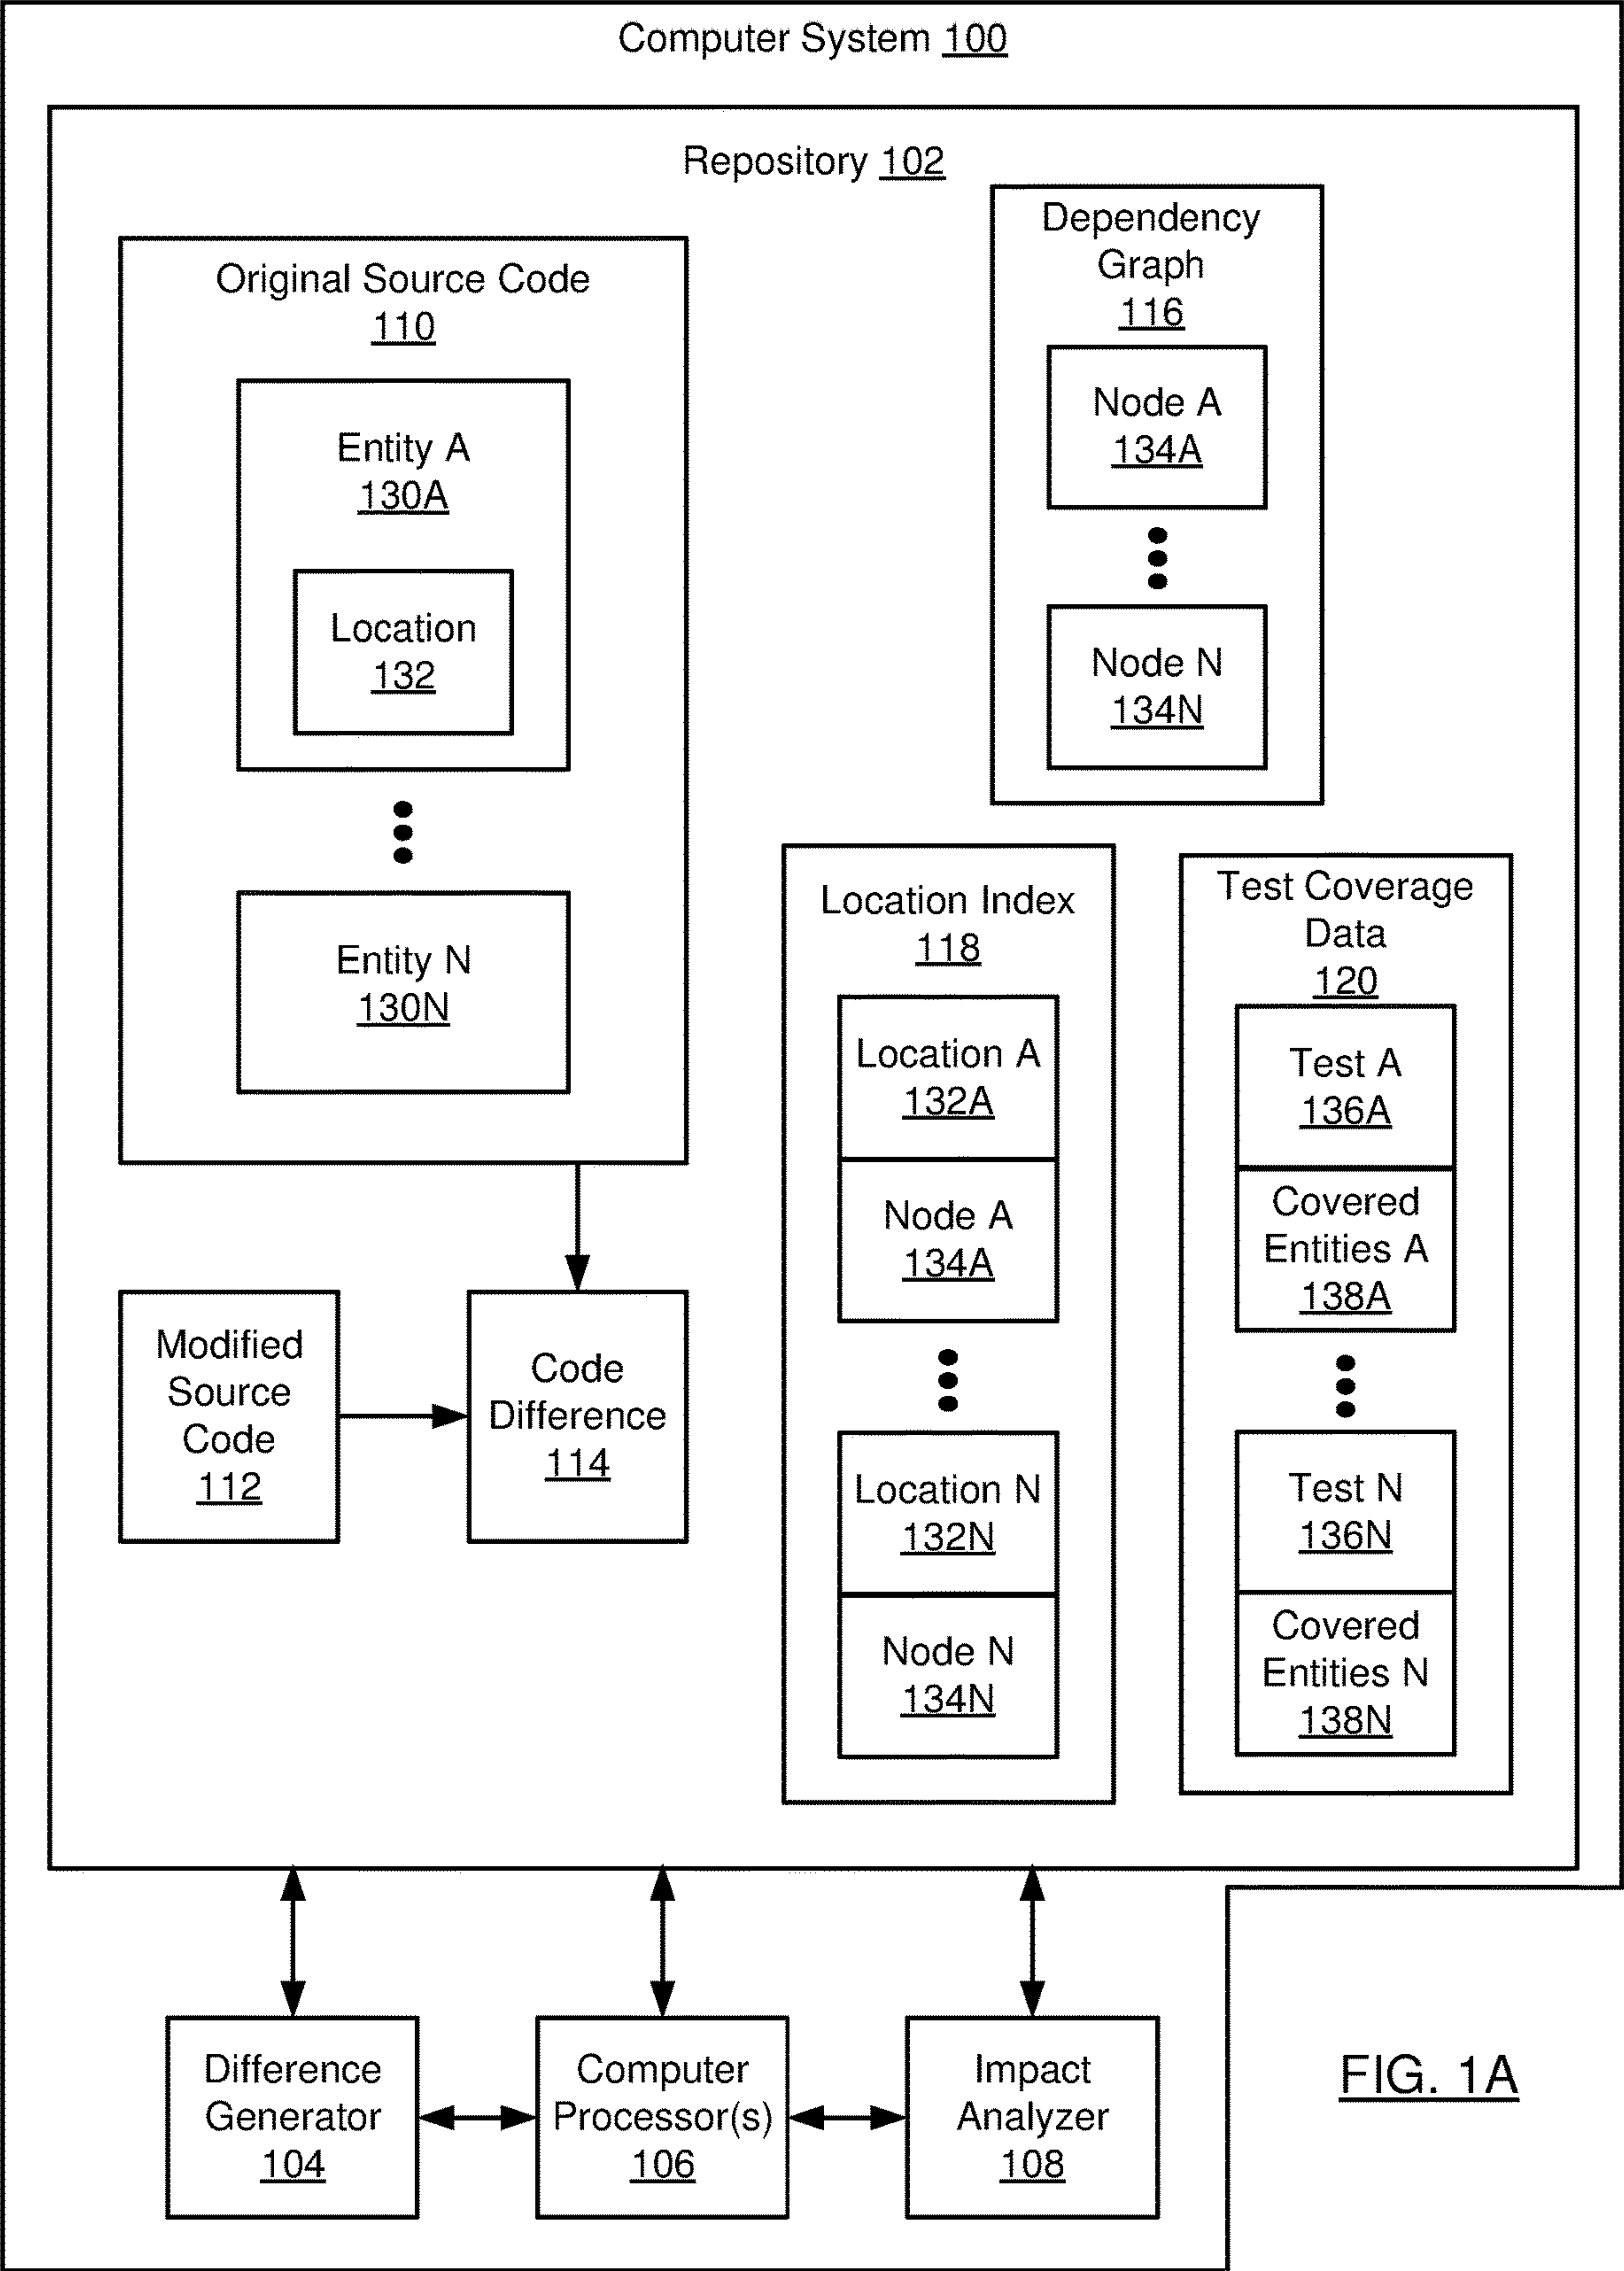 Computer System 100
Repository 102
Original Source Code
110
Entity A
130A
Location
132
Entity N
130N
Modified
Source
Code
112
Code
Difference
114
Dependency
Graph
116
Node A
134A
Node N
134N
Location Index
118
Location A
132A
Node A
134A
Location N
132N
Node N
134N
Test Coverage
Data
120
Test A
136A
Covered
Entities A
138A
Test N
136N
Covered
Entities N
138N
Difference
Generator
104
Computer
Processor(s)
106
Impact
Analyzer
108
FIG. 1A